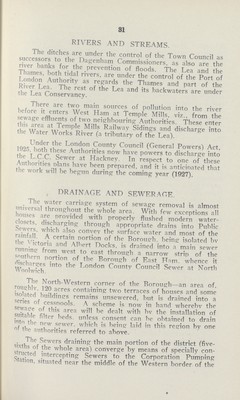 31
RIVERS AND STREAMS.
The ditches are under the control of the Town Council as
successors to the Dagenham Commissioners, as also are the
river banks for the prevention of floods. The Lea and the
Thames, both tidal rivers, are under the control of the Port of
London Authority as regards the Thames and part of the
River Lea. The rest of the Lea and its backwaters are under
the Lea Conservancy.
There are two main sources of pollution into the river
before it enters West Ham at Temple Mills, viz., from the
sewage effluents of two neighbouring Authorities. These enter
this area at Temple Mills Railway Sidings and discharge into
the Water Works River (a tributary of the Lea).
Under the London County Council (General Powers) Act,
1925, both these Authorities now have powers to discharge into
the L.C.C. Sewer at Hackney. In respect to one of these
Authorities plans have been prepared, and it is anticipated that
the work will be begun during the coming year (1927).
DRAINAGE AND SEWERAGE.
The water carriage system of sewage removal is almost
universal throughout the whole area. With few exceptions all
houses are provided with properly flushed modern water-
closets, discharging through appropriate drains into Public
Sewers, which also convey the surface water and most of the
rainfall. A certain portion of the Borough, being isolated by
the Victoria and Albert Docks, is drained into a main sewer
running from west to east through a narrow strip of the
southern portion of the Borough of East Ham, whence it
discharges into the London County Council Sewer at North
Woolwich.
The North-Western corner of the Borough—an area of,
roughly, 120 acres containing two terraces of houses and some
isolated buildings remains unsewered, but is drained into a
series of cesspools. A scheme is now in hand whereby the
sewage of this area will be dealt with by the installation of
suitable filter beds, unless consent can be obtained to drain
into the new sewer, which is being laid in this region by one
of the authorities referred to above.
The Sewers draining the main portion of the district (five-
sixths of the whole area) converge by means of specially con-
structed intercepting Sewers to the Corporation Pumping
Station, situated near the middle of the Western border of the